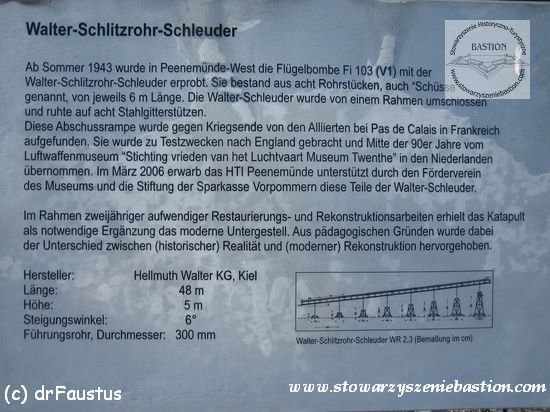 Walter-Schlitzrohr-Schleuder
Stowarzyszenie Historyczno-Turystyczne
BASTION
www.stowarzyszeniebastion.com
Ab Sommer 1943 wurde in Peenemünde-West die Flügelbombe Fi 103 (V1) mit der
Walter-Schlitzrohr-Schleuder erprobt. Sie bestand aus acht Rohrstücken, auch "Schüsse
genannt, von jeweils 6 m Länge. Die Walter-Schleuder wurde von einem Rahmen umschlossen
und ruhte auf acht Stahlgitterstützen.
Diese Abschussrampe wurde gegen Kriegsende von den Alliierten bei Pas de Calais in Frankreich
aufgefunden. Sie wurde zu Testzwecken nach England gebracht und Mitte der 90er Jahre vom
Luftwaffenmuseum "Stichting vrieden van het Luchtvaart Museum Twenthe" in den Niederlanden
übernommen. Im März 2006 erwarb das HTI Peenemünde unterstützt durch den Förderverein
des Museums und die Stiftung der Sparkasse Vorpommern diese Teile der Walter-Schleuder.
Im Rahmen zweijähriger aufwendiger Restaurierungs- und Rekonstruktionsarbeiten erhielt das Katapult
als notwendige Ergänzung das moderne Untergestell. Aus pädagogischen Gründen wurde dabei
der Unterschied zwischen (historischer) Realität und (moderner) Rekonstruktion hervorgehoben.
Hersteller: Hellmuth Walter KG, Kiel
Länge: 48 m
Höhe: 5 m
Steigungswinkel: 6°
Führungsrohr, Durchmesser: 300 mm
Walter-Schlitzrohr-Schleuder WR 2,3 (Bemaßung im cm)
(c) drFaustus
www.stowarzyszeniebastion.com